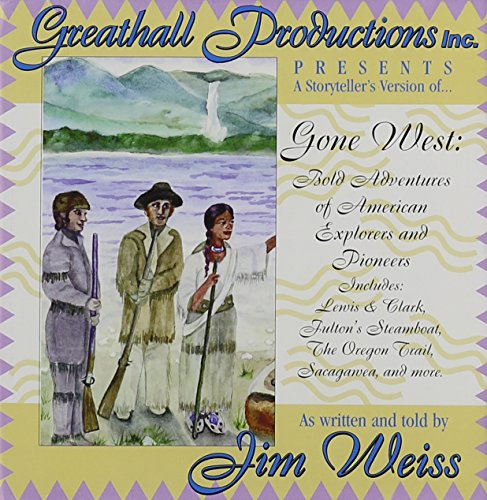 Greathall Productions Inc.
PRESENTS
A Storyteller's Version of...
Gone West:
Bold Adventures
of American
Explorers and
Pioneers
Includes:
Lewis & Clark,
Fulton's Steamboat,
The Oregon Trail,
Sacagawea, and more.
As written and told by
Jim Weiss